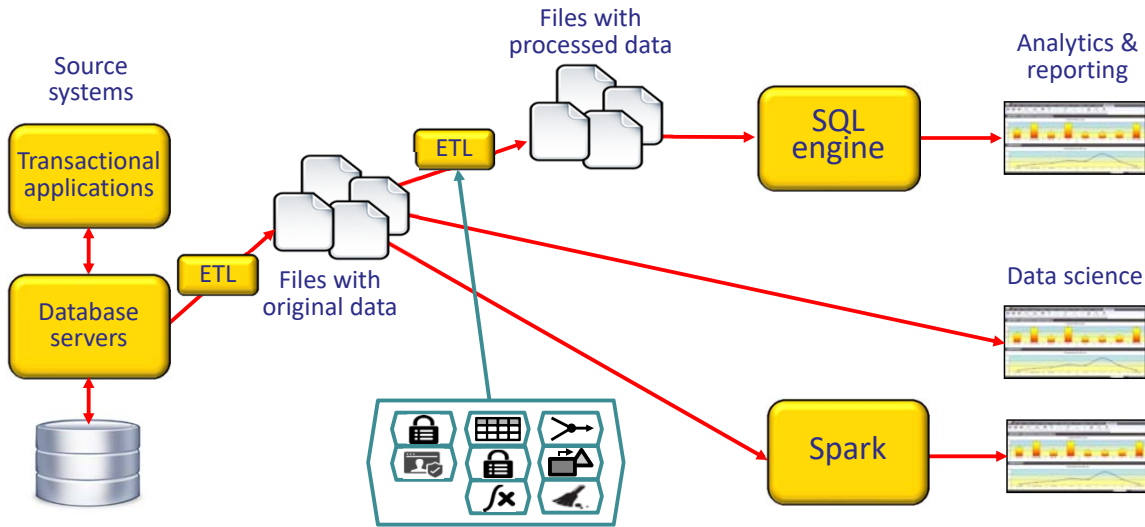 Files with
processed data
Analytics &
reporting
Source
systems
Transactional
applications
ETL
SQL
engine
ETL
Files with
original data
Database
servers
Data science
Spark
∫x